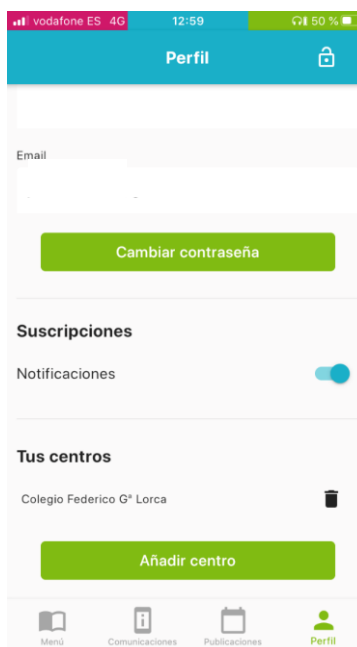 vodafone ES 4G 12:59 50 %
Perfil
Email
Cambiar contraseña
Suscripciones
Notificaciones
Tus centros
Colegio Federico Gª Lorca
Añadir centro
Menú Comunicaciones Publicaciones Perfil